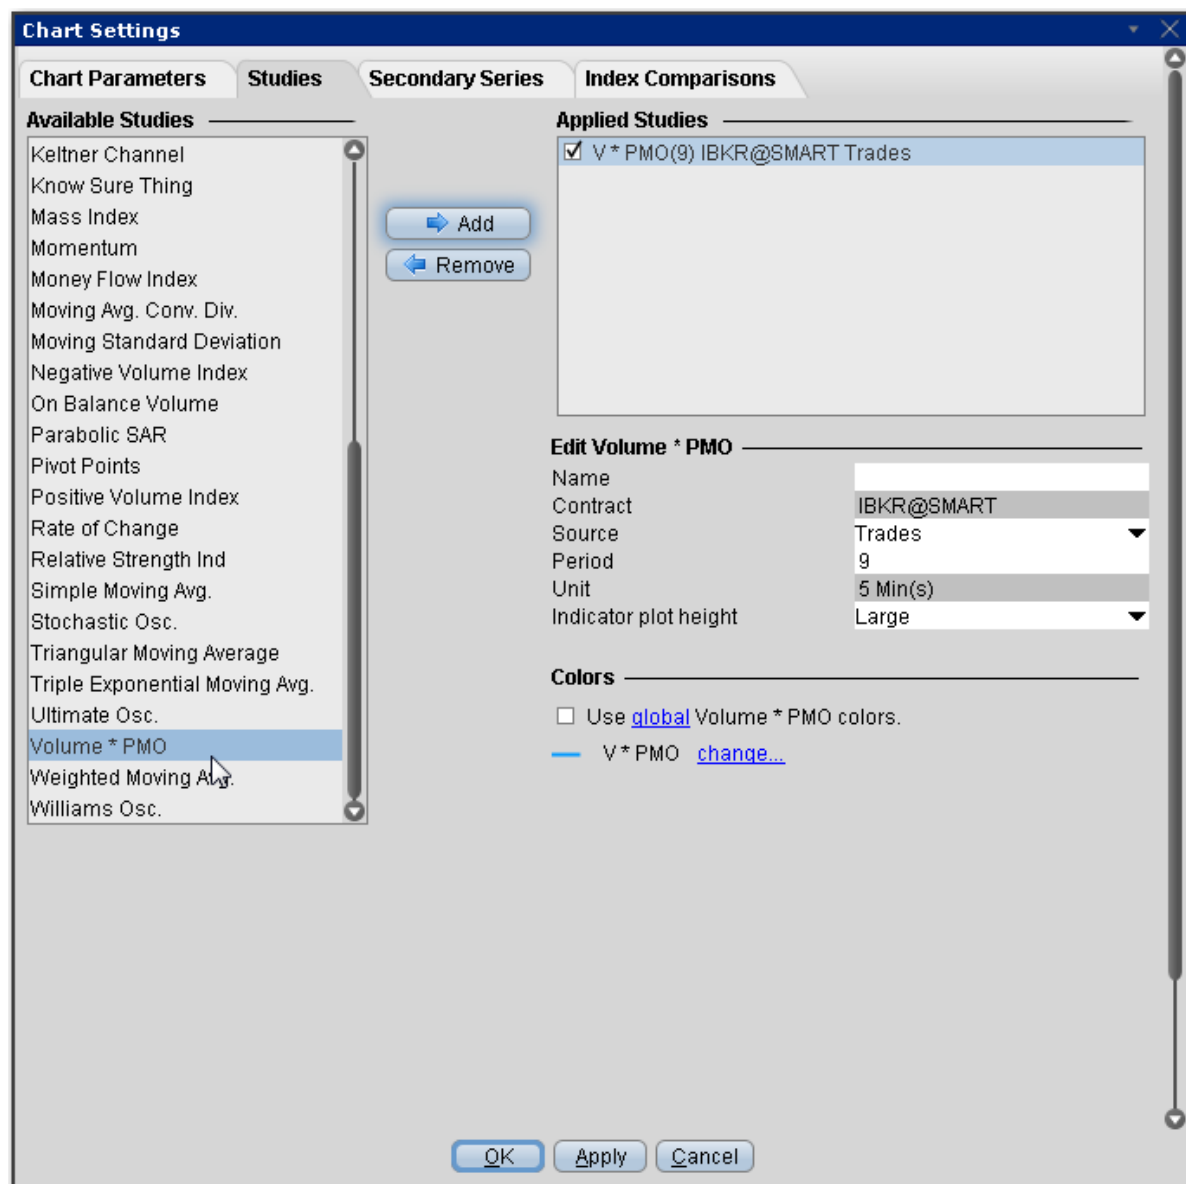 Chart Settings
Chart Parameters
Studies
Secondary Series
Index Comparisons
Available Studies
Keltner Channel
Know Sure Thing
Mass Index
Momentum
Money Flow Index
Moving Avg. Conv. Div.
Moving Standard Deviation
Negative Volume Index
On Balance Volume
Parabolic SAR
Pivot Points
Positive Volume Index
Rate of Change
Relative Strength Ind
Simple Moving Avg.
Stochastic Osc.
Triangular Moving Average
Triple Exponential Moving Avg.
Ultimate Osc.
Volume * PMO
Weighted Moving Avg.
Williams Osc.
Add
Remove
Applied Studies
V * PMO(9) IBKR@SMART Trades
Edit Volume * PMO
Name
Contract IBKR@SMART
Source Trades
Period 9
Unit 5 Min(s)
Indicator plot height Large
Colors
Use global Volume * PMO colors.
V * PMO change...
OK
Apply
Cancel